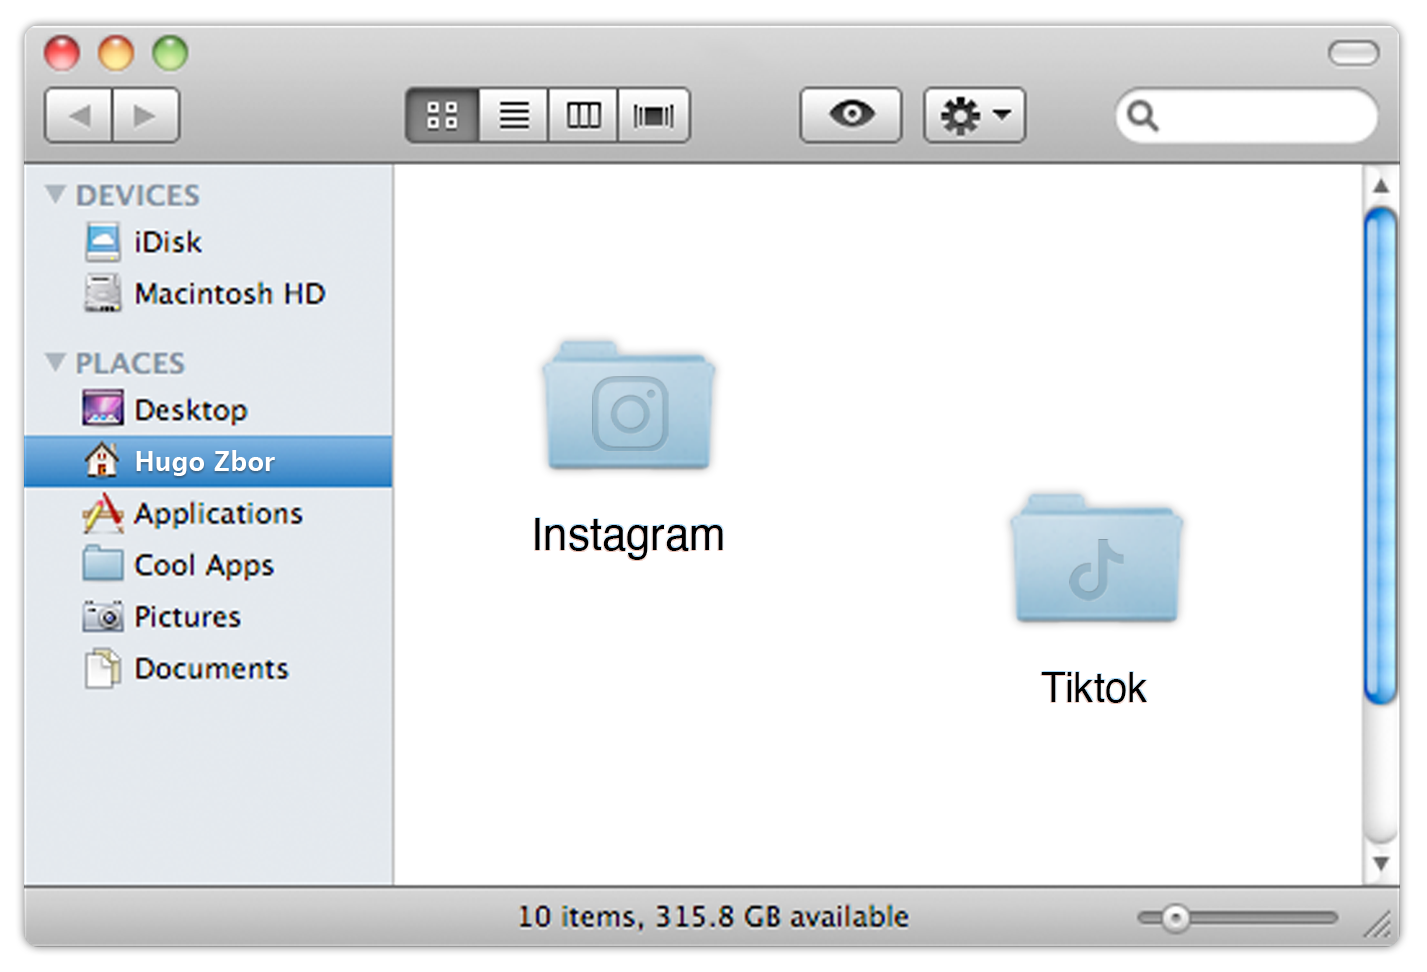 DEVICES
iDisk
Macintosh HD
PLACES
Desktop
Hugo Zbor
Applications
Cool Apps
Pictures
Documents
Instagram
Tiktok
10 items, 315.8 GB available